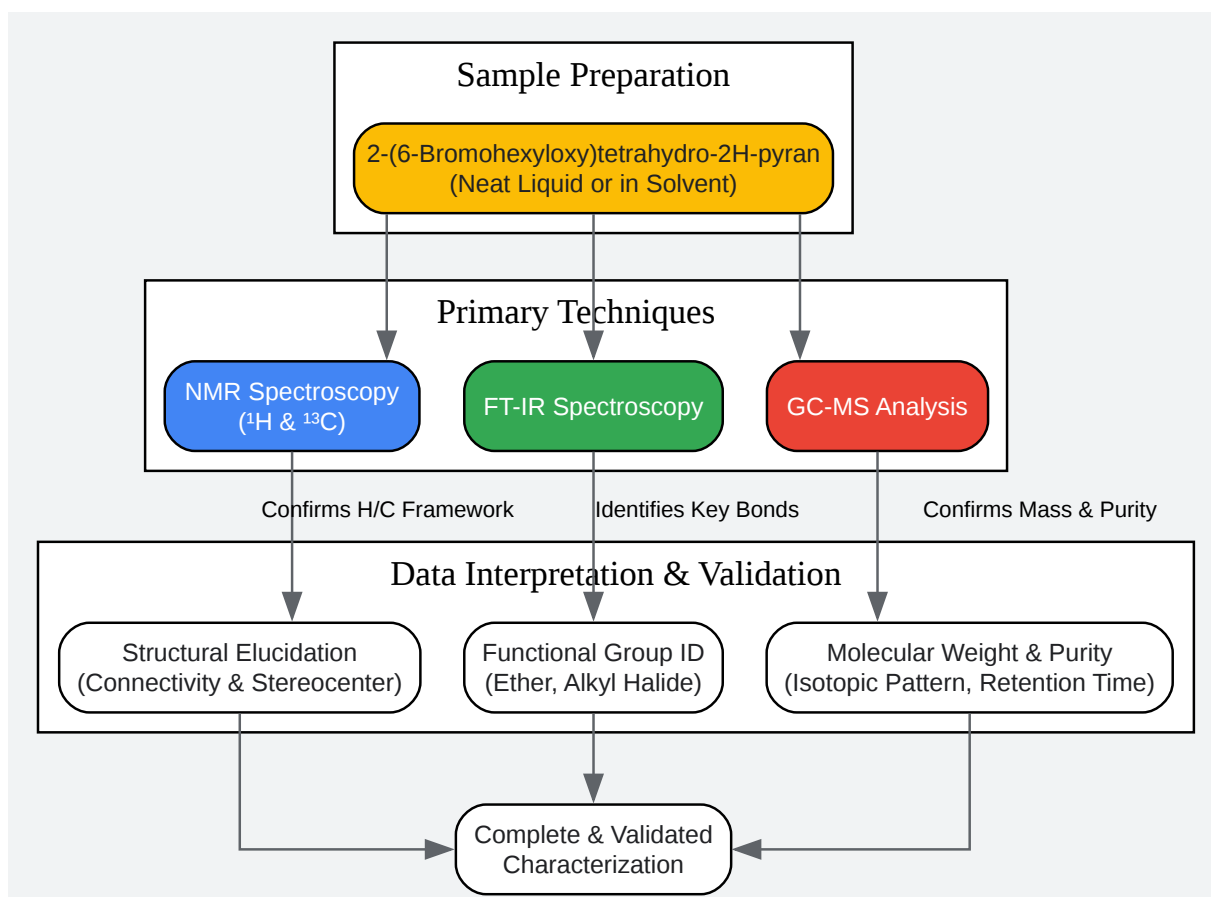 Sample Preparation
2-(6-Bromohexyloxy)tetrahydro-2H-pyran
(Neat Liquid or in Solvent)
Primary Techniques
NMR Spectroscopy
(¹H & ¹³C)
FT-IR Spectroscopy
GC-MS Analysis
Confirms H/C Framework
Identifies Key Bonds
Confirms Mass & Purity
Data Interpretation & Validation
Structural Elucidation
(Connectivity & Stereocenter)
Functional Group ID
(Ether, Alkyl Halide)
Molecular Weight & Purity
(Isotopic Pattern, Retention Time)
Complete & Validated
Characterization